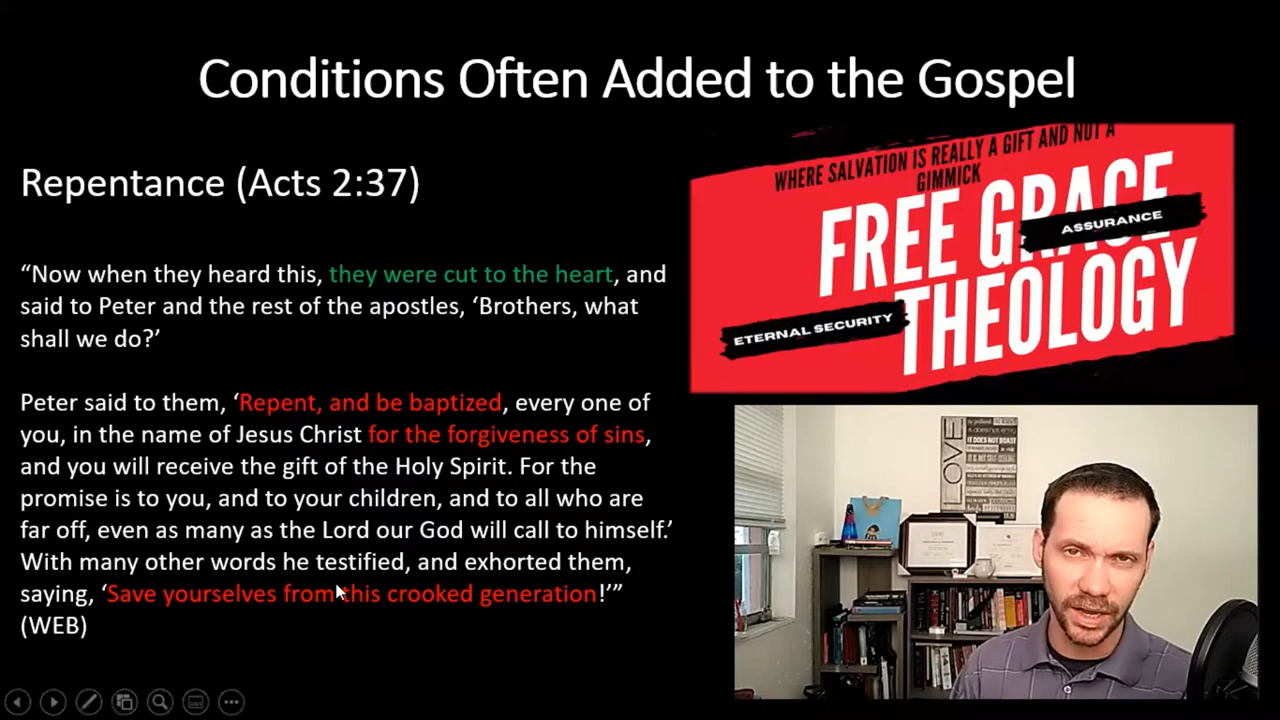 Conditions Often Added to the Gospel
Repentance (Acts 2:37)
“Now when they heard this, they were cut to the heart, and
said to Peter and the rest of the apostles, ‘Brothers, what
shall we do?’
Peter said to them, ‘Repent, and be baptized, every one of
you, in the name of Jesus Christ for the forgiveness of sins,
and you will receive the gift of the Holy Spirit. For the
promise is to you, and to your children, and to all who are
far off, even as many as the Lord our God will call to himself.’
With many other words he testified, and exhorted them,
saying, ‘Save yourselves from this crooked generation!’”
(WEB)
WHERE SALVATION IS REALLY A GIFT AND NOT A
GIMMICK
FREE GRACE
ASSURANCE
THEOLOGY
ETERNAL SECURITY
LOVE
IT DOES NOT BOAST